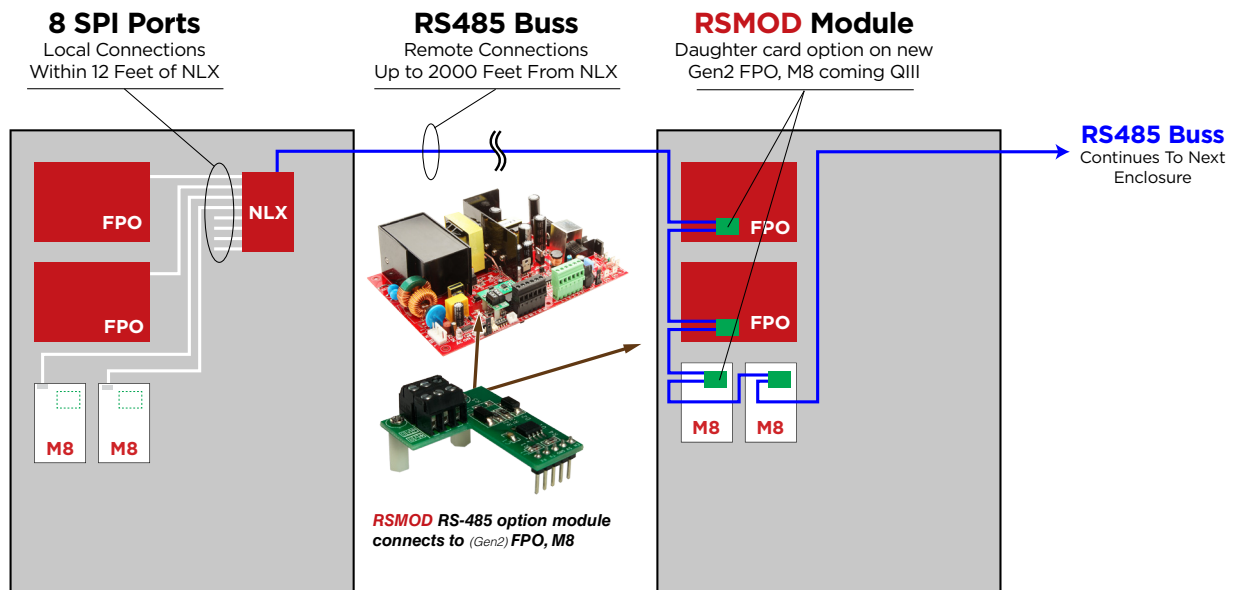 8 SPI Ports
Local Connections
Within 12 Feet of NLX
RS485 Buss
Remote Connections
Up to 2000 Feet From NLX
RSMOD Module
Daughter card option on new
Gen2 FPO, M8 coming QIII
RS485 Buss
Continues To Next
Enclosure
FPO
NLX
FPO
M8
M8
FPO
FPO
M8
M8
RSMOD RS-485 option module
connects to (Gen2) FPO, M8